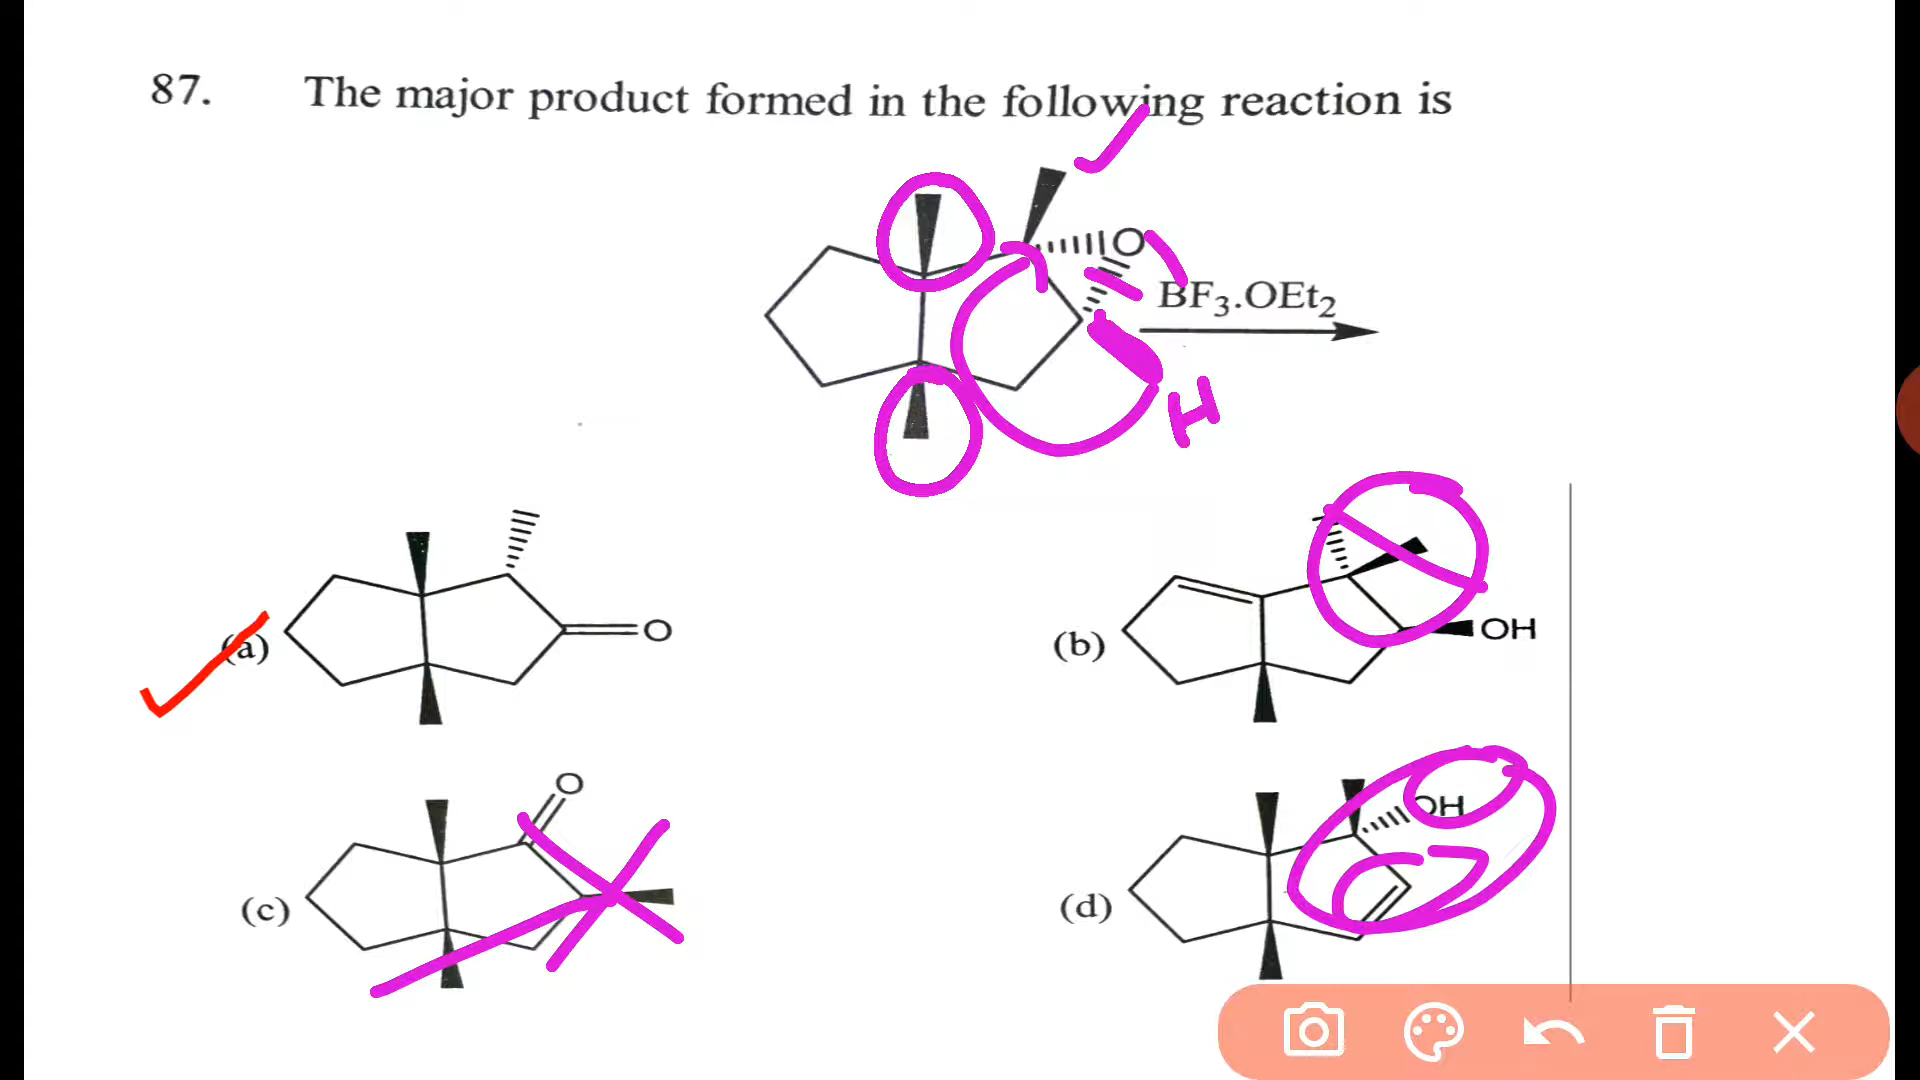 87. The major product formed in the following reaction is
O
BF₃.OEt₂
H
(a)
O
(b)
OH
(c)
O
(d)
OH